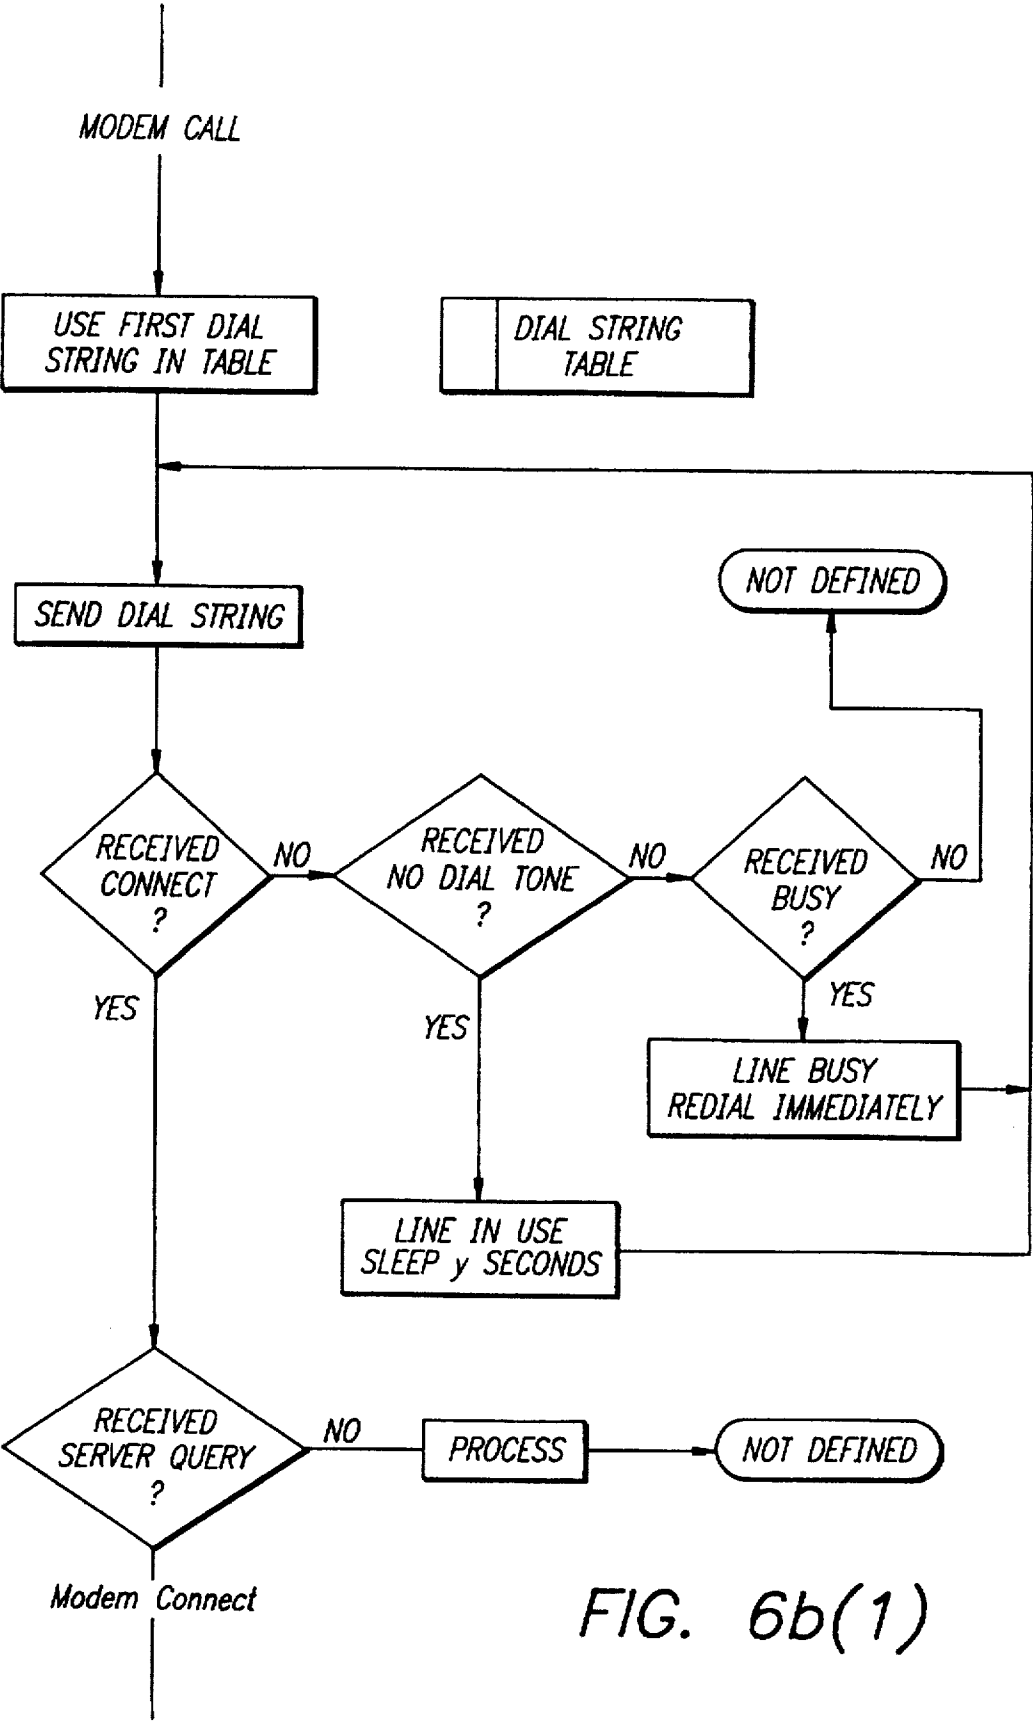 MODEM CALL
USE FIRST DIAL
STRING IN TABLE
DIAL STRING
TABLE
NOT DEFINED
SEND DIAL STRING
RECEIVED
CONNECT
?
NO
RECEIVED
NO DIAL TONE
?
NO
RECEIVED
BUSY
?
NO
YES
YES
YES
LINE BUSY
REDIAL IMMEDIATELY
LINE IN USE
SLEEP y SECONDS
RECEIVED
SERVER QUERY
?
NO
PROCESS
NOT DEFINED
Modem Connect
FIG. 6b(1)